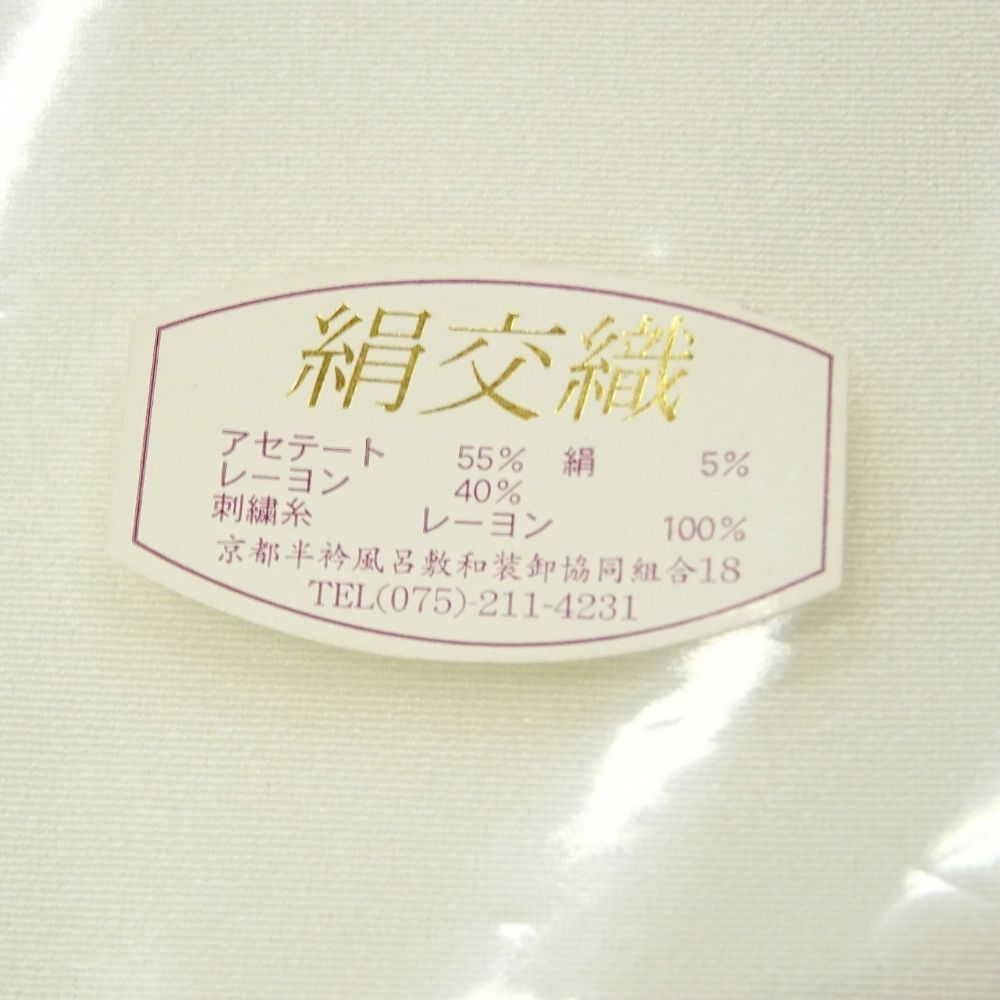 絹交織
アセテート 55% 絹 5%
レーヨン 40%
刺繍糸 レーヨン 100%
京都半衿風呂敷和装卸協同組合18
TEL(075)-211-4231